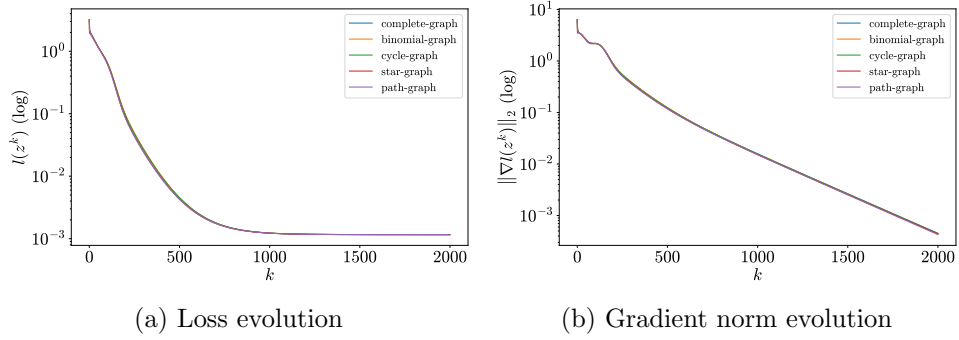 complete-graph
binomial-graph
cycle-graph
star-graph
path-graph
10^0
10^{-1}
10^{-2}
10^{-3}
l(z^k) (log)
0 500 1000 1500 2000
k
(a) Loss evolution
complete-graph
binomial-graph
cycle-graph
star-graph
path-graph
10^1
10^0
10^{-1}
10^{-2}
10^{-3}
||∇l(z^k)||_2 (log)
0 500 1000 1500 2000
k
(b) Gradient norm evolution